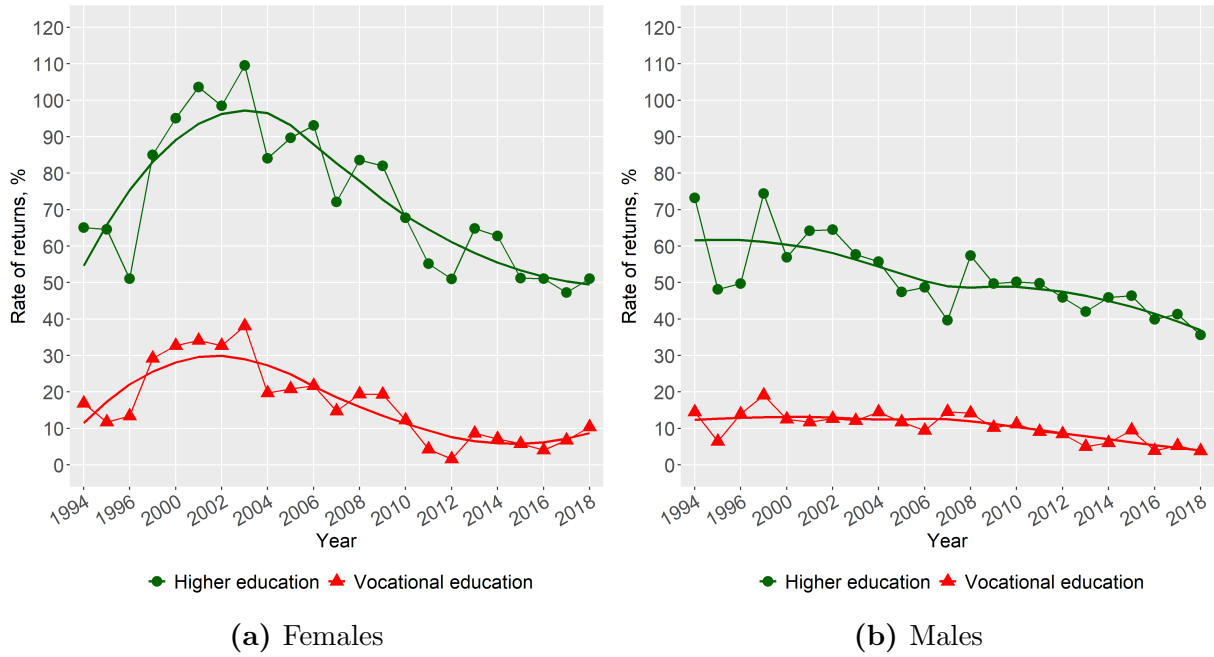 120
110
100
90
80
70
60
50
40
30
20
10
0
Rate of returns, %
1994 1996 2000 2002 2004 2006 2008 2010 2012 2014 2016 2018
Year
Higher education Vocational education
(a) Females
120
110
100
90
80
70
60
50
40
30
20
10
0
Rate of returns, %
1994 1996 2000 2002 2004 2006 2008 2010 2012 2014 2016 2018
Year
Higher education Vocational education
(b) Males